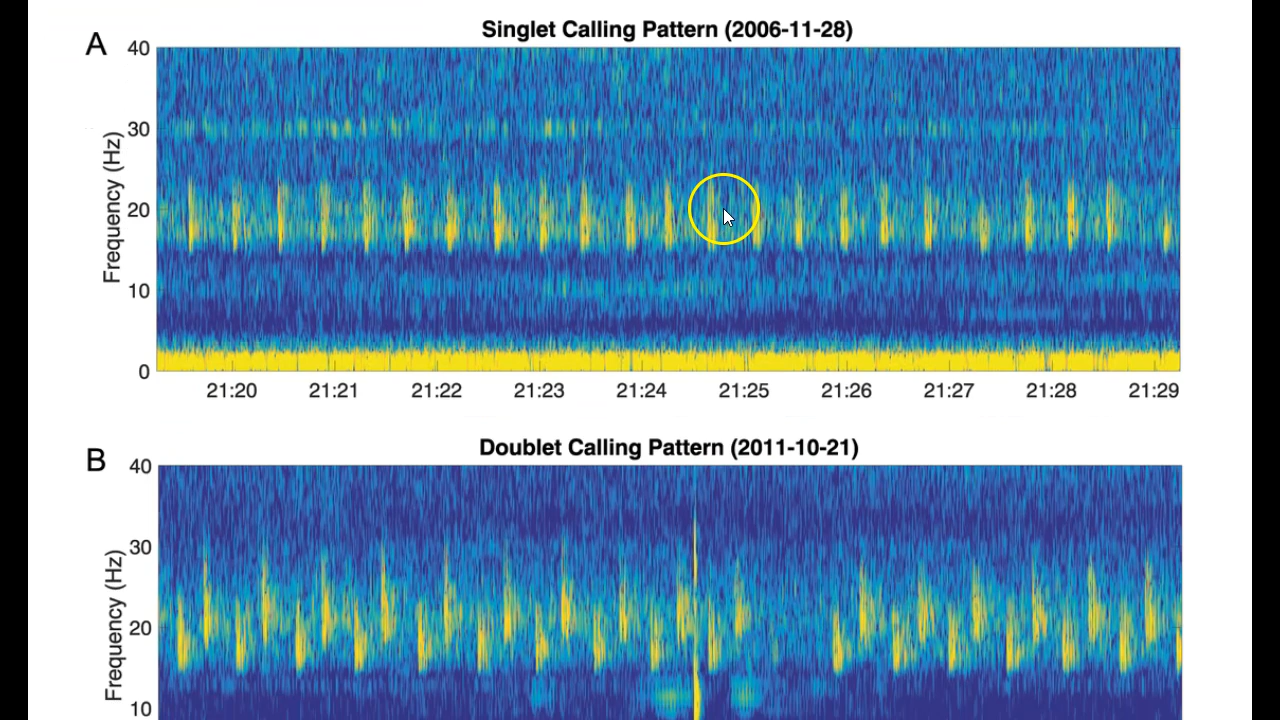 A
Singlet Calling Pattern (2006-11-28)
40
30
20
10
0
Frequency (Hz)
21:20 21:21 21:22 21:23 21:24 21:25 21:26 21:27 21:28 21:29
B
Doublet Calling Pattern (2011-10-21)
40
30
20
10
Frequency (Hz)